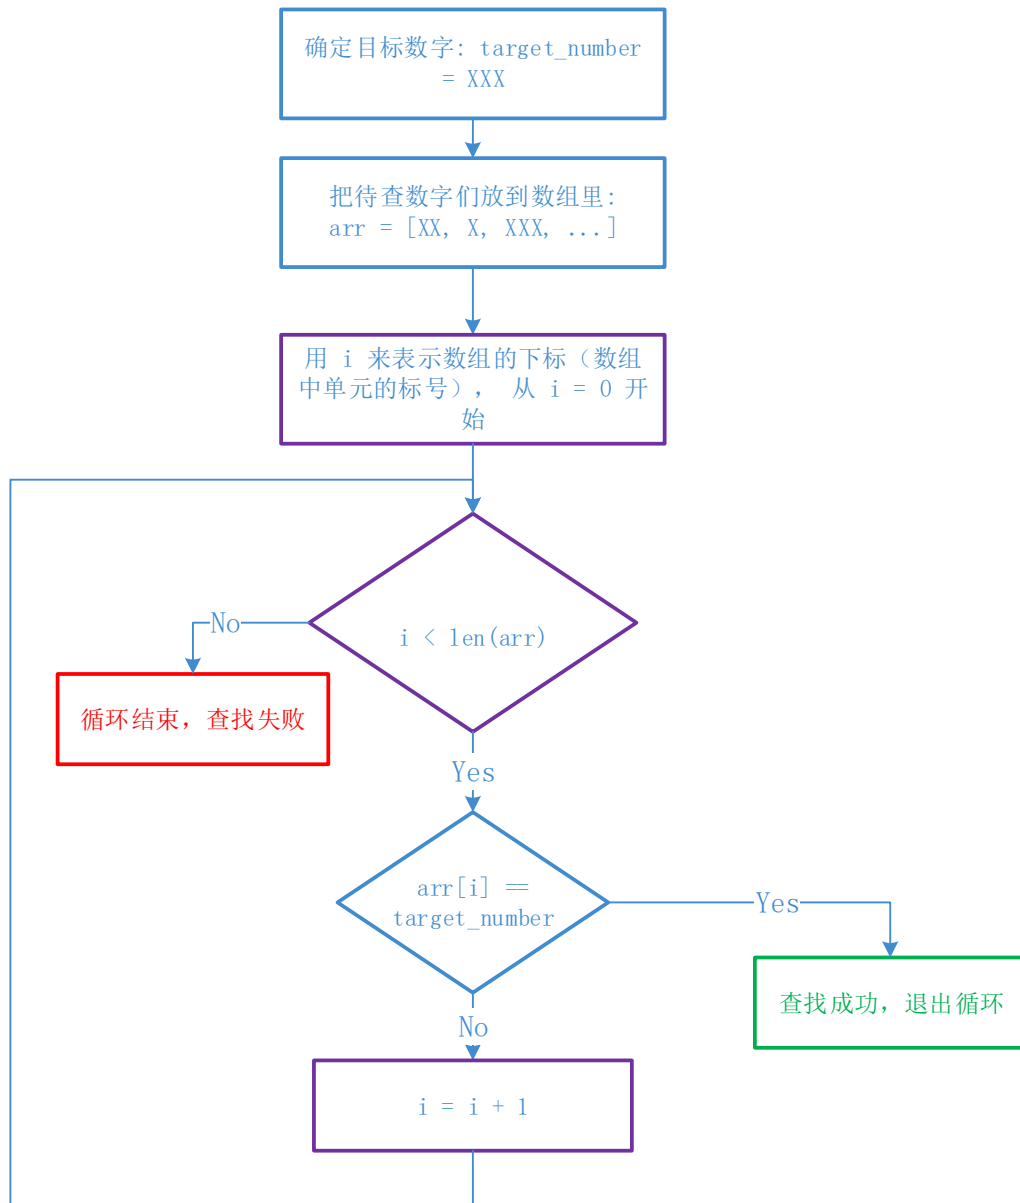 确定目标数字: target_number
= XXX
把待查数字们放到数组里:
arr = [XX, X, XXX, ...]
用 i 来表示数组的下标（数组
中单元的标号）， 从 i = 0 开
始
i < len(arr)
No
循环结束，查找失败
Yes
arr[i] ==
target_number
Yes
查找成功，退出循环
No
i = i + 1